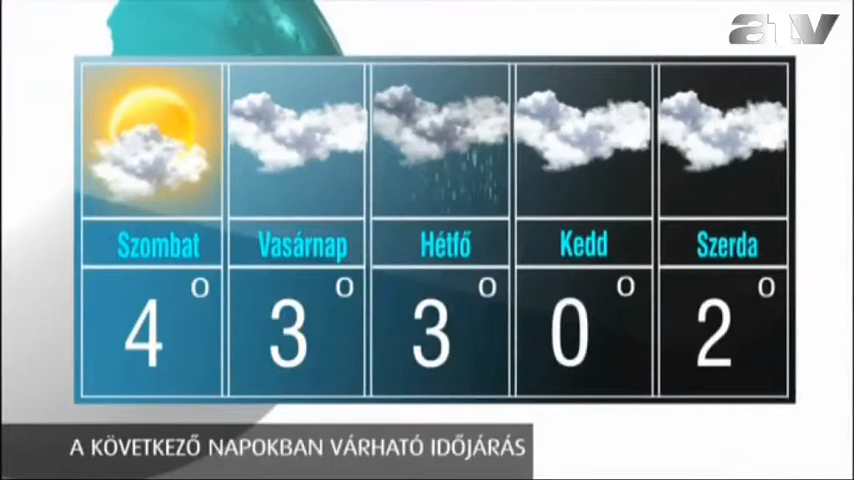 atv
Szombat Vasárnap Hétfő Kedd Szerda
4° 3° 3° 0° 2°
A KÖVETKEZŐ NAPOKBAN VÁRHATÓ IDŐJÁRÁS